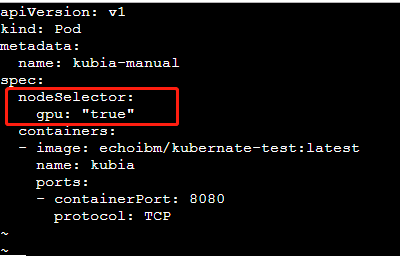 apiVersion: v1
kind: Pod
metadata:
  name: kubia-manual
spec:
  nodeSelector:
    gpu: "true"
  containers:
  - image: echoibm/kubernate-test:latest
    name: kubia
    ports:
    - containerPort: 8080
      protocol: TCP
~
~